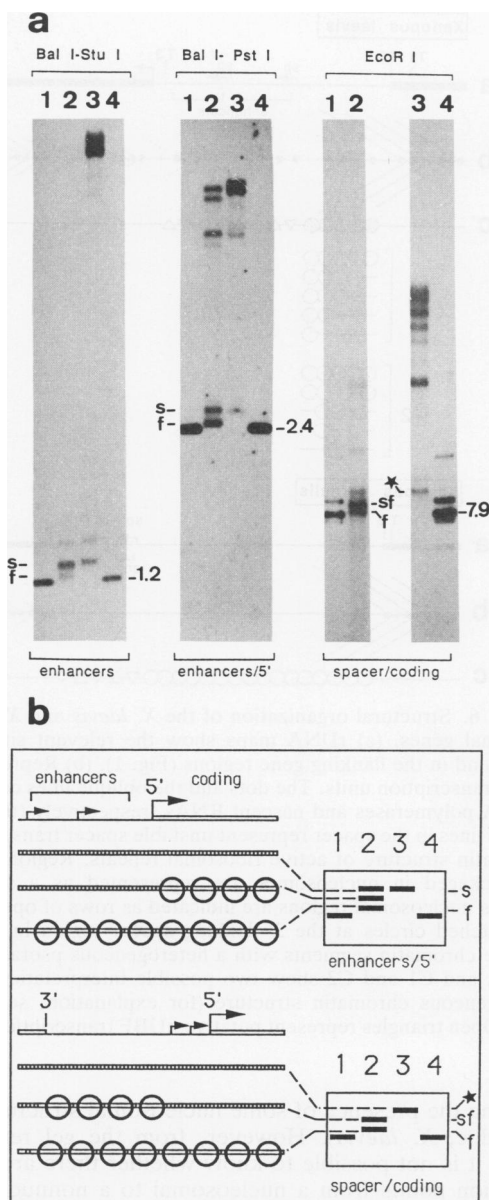 a
Bal I-Stu I
Bal I- Pst I
EcoR I
1 2 3 4
1 2 3 4
1 2
3 4
s-
f-
-1.2
s-
f-
-2.4
★
-sf
f
-7.9
enhancers
enhancers/5'
spacer/coding
b
enhancers 5' coding
1 2 3 4
s
f
enhancers/5'
3' 5'
1 2 3 4
★
sf
f
spacer/coding